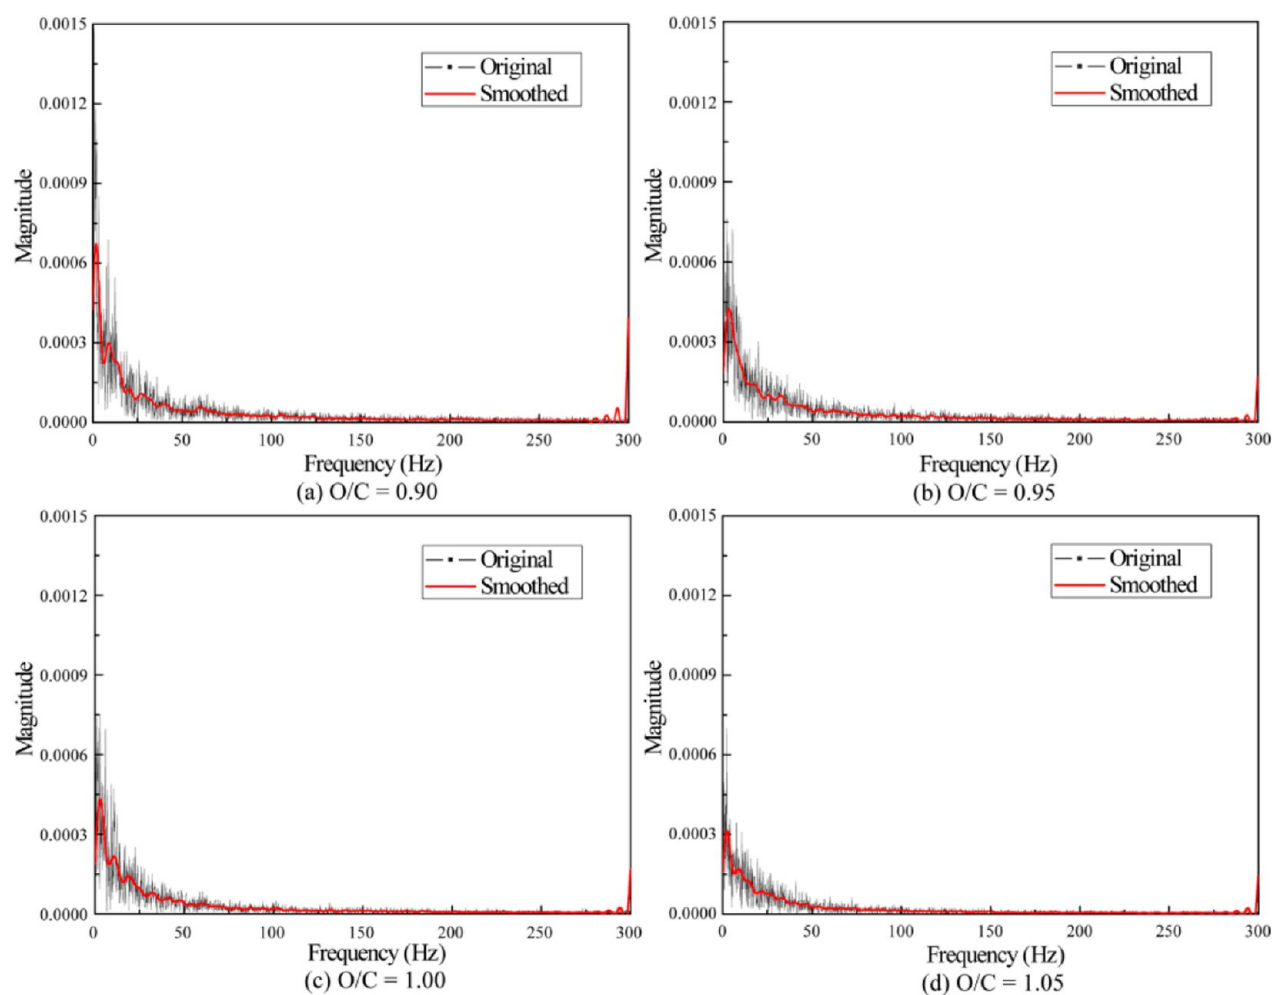 0.0015
0.0012
0.0009
0.0006
0.0003
0.0000
Magnitude
Original
Smoothed
0 50 100 150 200 250 300
Frequency (Hz)
(a) O/C = 0.90
0.0015
0.0012
0.0009
0.0006
0.0003
0.0000
Magnitude
Original
Smoothed
0 50 100 150 200 250 300
Frequency (Hz)
(b) O/C = 0.95
0.0015
0.0012
0.0009
0.0006
0.0003
0.0000
Magnitude
Original
Smoothed
0 50 100 150 200 250 300
Frequency (Hz)
(c) O/C = 1.00
0.0015
0.0012
0.0009
0.0006
0.0003
0.0000
Magnitude
Original
Smoothed
0 50 100 150 200 250 300
Frequency (Hz)
(d) O/C = 1.05